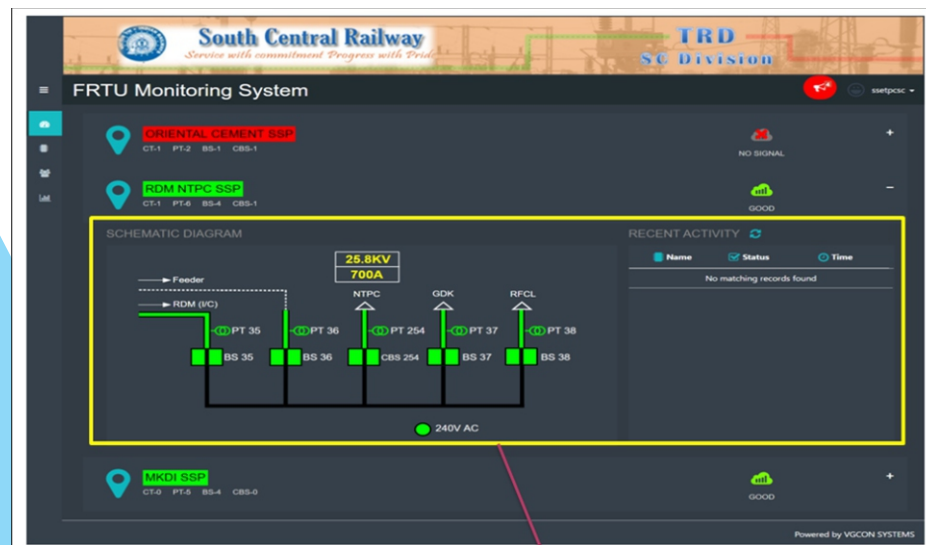 South Central Railway
Service with commitment Progress with Pride
TRD
SC Division
FRTU Monitoring System
ssetpcsc
ORIENTAL CEMENT SSP
CT-1 PT-2 BS-1 CBS-1
NO SIGNAL
RDM NTPC SSP
CT-1 PT-6 BS-4 CBS-1
GOOD
SCHEMATIC DIAGRAM
25.8KV
700A
Feeder
RDM (I/C)
NTPC GDK RFCL
PT 35 PT 36 PT 254 PT 37 PT 38
BS 35 BS 36 CBS 254 BS 37 BS 38
240V AC
RECENT ACTIVITY
Name Status Time
No matching records found
MKDI SSP
CT-0 PT-5 BS-4 CBS-0
GOOD
Powered by VGCON SYSTEMS